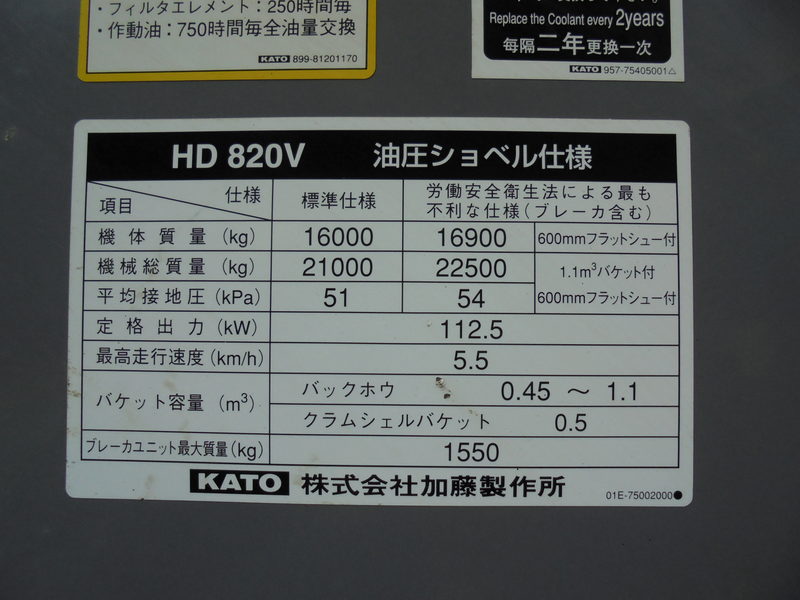 ・フィルタエレメント：250時間毎
・作動油：750時間毎全油量交換
KATO 899-81201170
Replace the Coolant every 2years
每隔二年更換一次
KATO 957-75405001△
HD 820V 油圧ショベル仕様
仕様
項目
標準仕様
労働安全衛生法による最も
不利な仕様(ブレーカ含む)
機体質量(kg) 16000 16900 600mmフラットシュー付
機械総質量(kg) 21000 22500 1.1m³バケット付
平均接地圧(kPa) 51 54 600mmフラットシュー付
定格出力(kW) 112.5
最高走行速度(km/h) 5.5
バケット容量(m³) バックホウ 0.45 ～ 1.1
クラムシェルバケット 0.5
ブレーカユニット最大質量(kg) 1550
KATO 株式会社加藤製作所
01E-75002000●